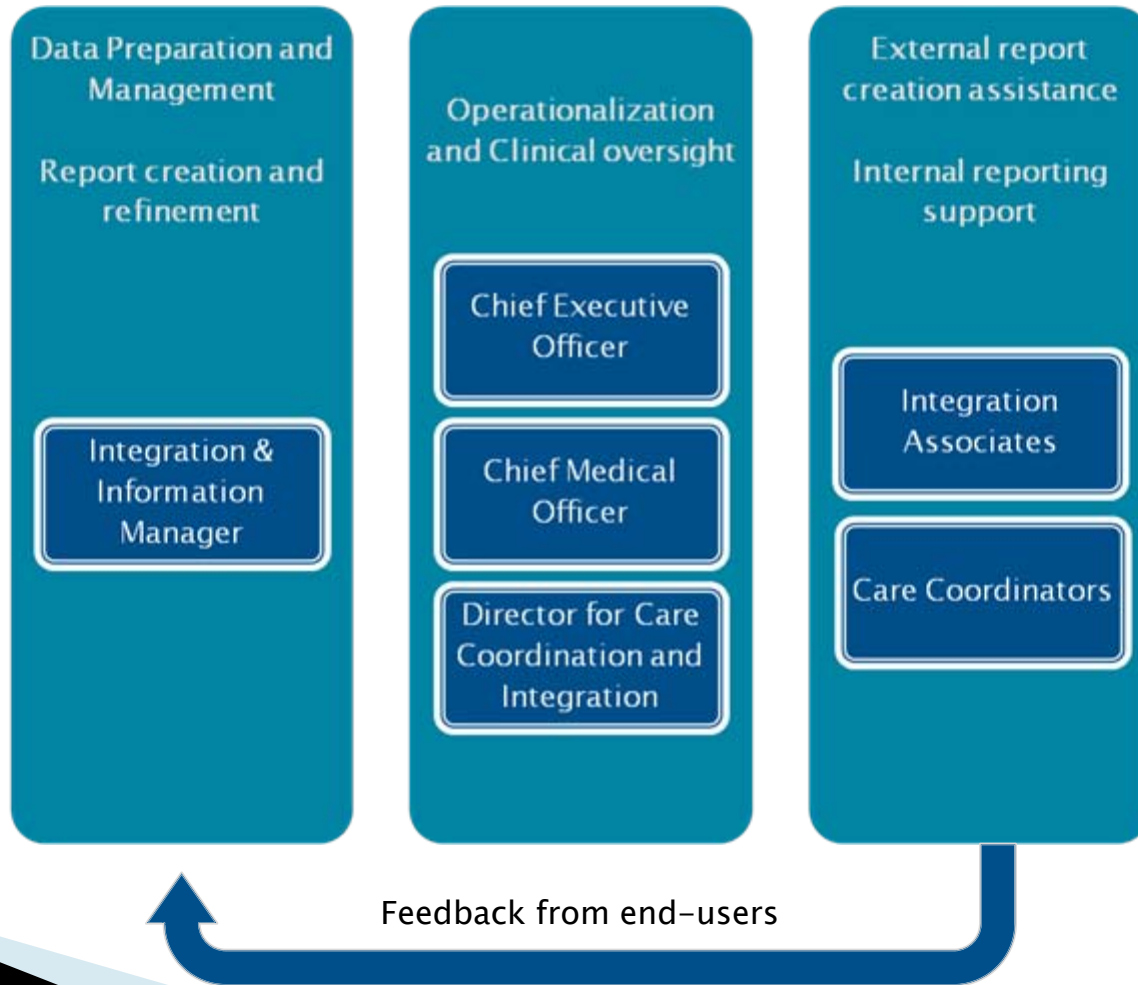 Data Preparation and
Management
Report creation and
refinement
Integration &
Information
Manager
Operationalization
and Clinical oversight
Chief Executive
Officer
Chief Medical
Officer
Director for Care
Coordination and
Integration
External report
creation assistance
Internal reporting
support
Integration
Associates
Care Coordinators
Feedback from end-users